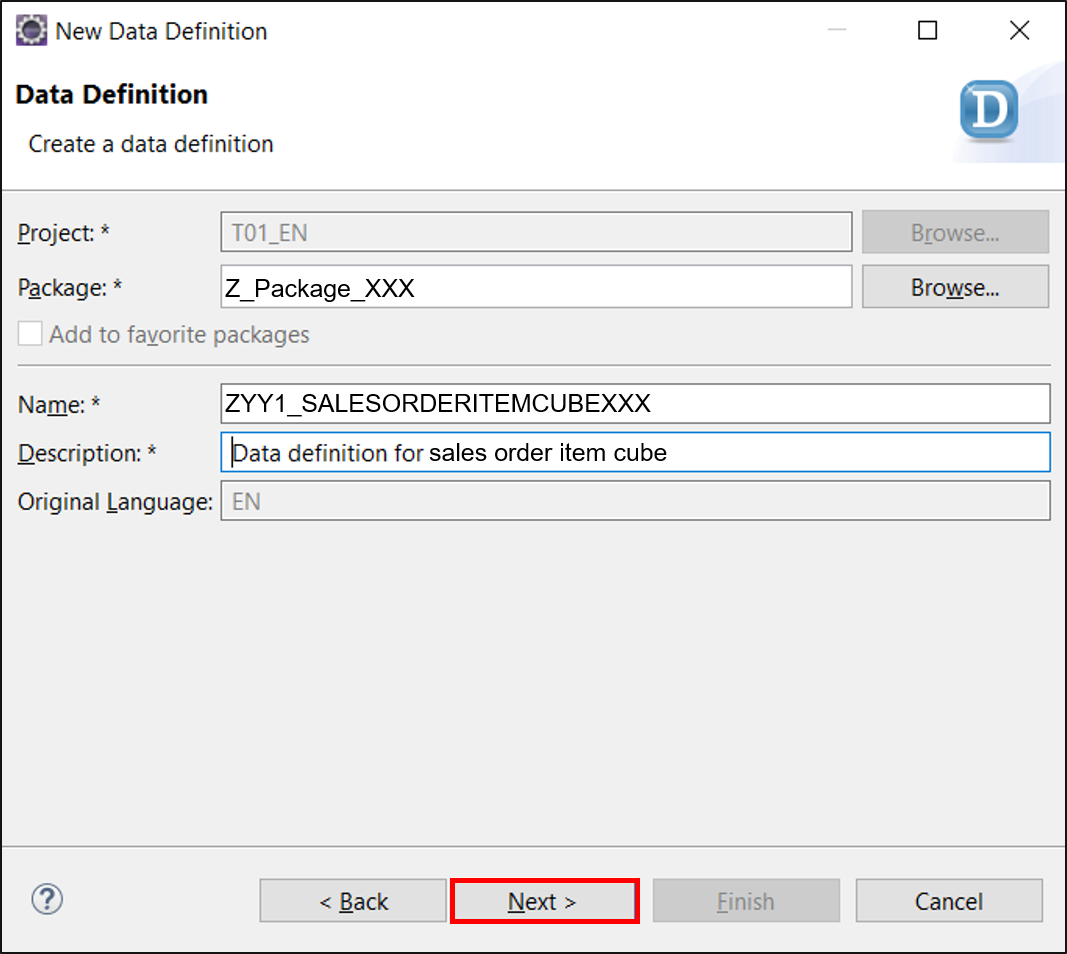 New Data Definition
Data Definition
D
Create a data definition
Project: * T01_EN Browse...
Package: * Z_Package_XXX Browse...
Add to favorite packages
Name: * ZYY1_SALESORDERITEMCUBEXXX
Description: * Data definition for sales order item cube
Original Language: EN
? < Back Next > Finish Cancel